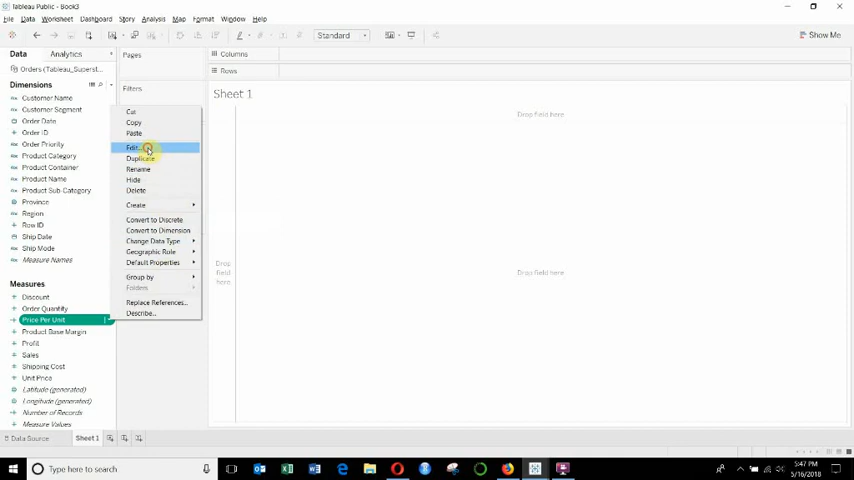 Tableau Public - Book3
File Data Worksheet Dashboard Story Analysis Map Format Window Help
Standard
Show Me
Data Analytics
Pages
Columns
Orders (Tableau_Superst...
Rows
Dimensions
Filters
Sheet 1
Customer Name
Customer Segment
Order Date
Order ID
Order Priority
Product Category
Product Container
Product Name
Product Sub-Category
Province
Region
Row ID
Ship Date
Ship Mode
Measure Names
Measures
Discount
Order Quantity
Price Per Unit
Product Base Margin
Profit
Sales
Shipping Cost
Unit Price
Latitude (generated)
Longitude (generated)
Number of Records
Measure Values
Cut
Copy
Paste
Edit...
Duplicate
Rename
Hide
Delete
Create
Convert to Discrete
Convert to Dimension
Change Data Type
Geographic Role
Default Properties
Group by
Folders
Replace References...
Describe...
Drop field here
Drop
field
here
Drop field here
Data Source
Sheet 1
Type here to search
5:47 PM
5/16/2018